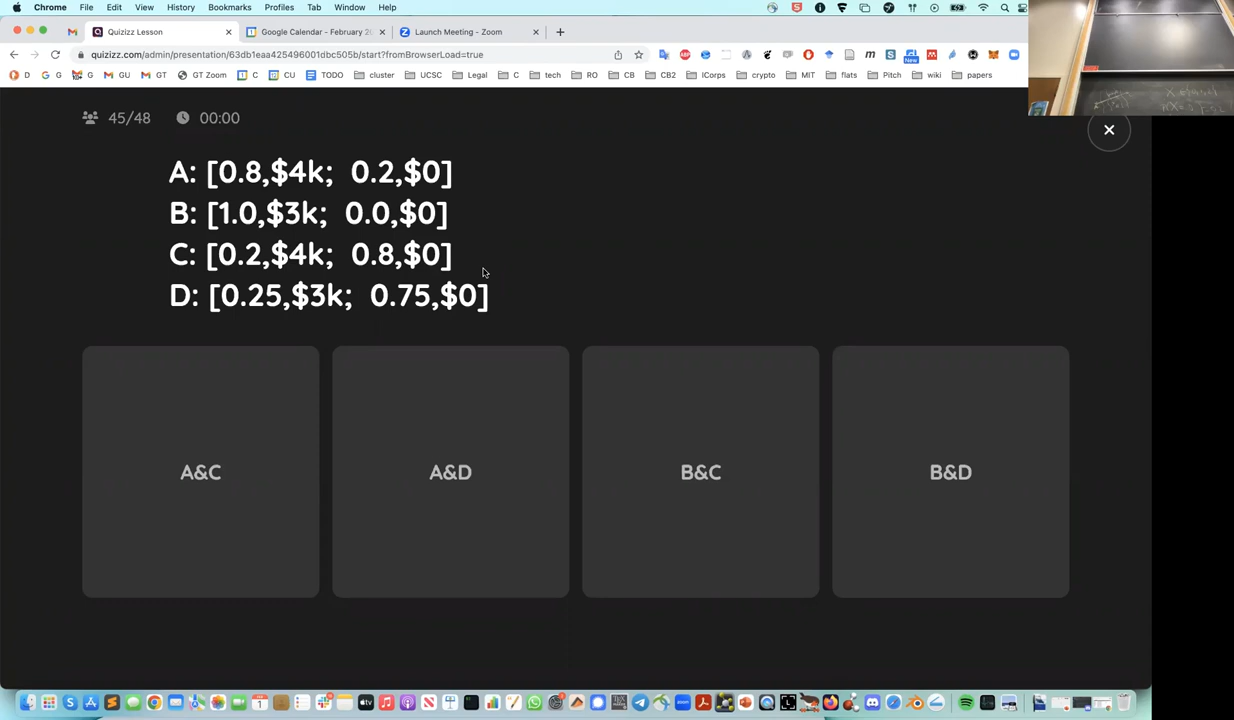 Chrome File Edit View History Bookmarks Profiles Tab Window Help
Quizizz Lesson Google Calendar - February 20 Launch Meeting - Zoom
quizizz.com/admin/presentation/63db1eaa425496001dbc505b/start?fromBrowserLoad=true
D G G GU GT GT Zoom C CU TODO cluster UCSC Legal C tech RO CB CB2 ICorps crypto MIT flats Pitch wiki papers
45/48 00:00
A: [0.8,$4k; 0.2,$0]
B: [1.0,$3k; 0.0,$0]
C: [0.2,$4k; 0.8,$0]
D: [0.25,$3k; 0.75,$0]
A&C A&D B&C B&D